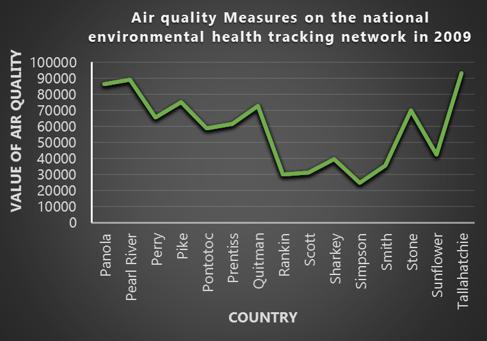 Air quality Measures on the national
environmental health tracking network in 2009
VALUE OF AIR QUALITY
100000
90000
80000
70000
60000
50000
40000
30000
20000
10000
0
Panola
Pearl River
Perry
Pike
Pontotoc
Prentiss
Quitman
Rankin
Scott
Sharkey
Simpson
Smith
Stone
Sunflower
Tallahatchie
COUNTRY